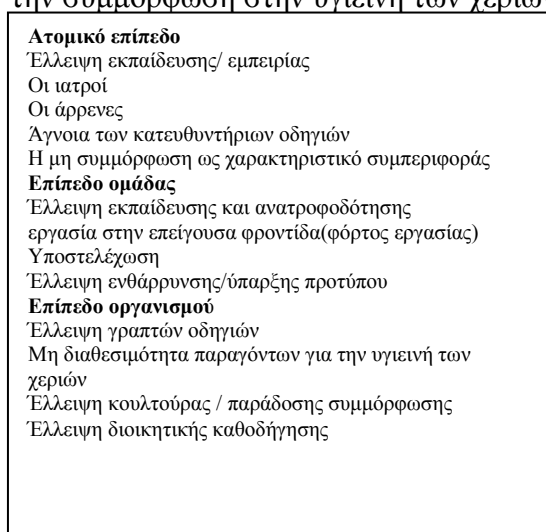 την συμμόρφωση στην υγιεινή των χεριώ
Ατομικό επίπεδο
Έλλειψη εκπαίδευσης/ εμπειρίας
Οι ιατροί
Οι άρρενες
Άγνοια των κατευθυντήριων οδηγιών
Η μη συμμόρφωση ως χαρακτηριστικό συμπεριφοράς
Επίπεδο ομάδας
Έλλειψη εκπαίδευσης και ανατροφοδότησης
εργασία στην επείγουσα φροντίδα(φόρτος εργασίας)
Υποστελέχωση
Έλλειψη ενθάρρυνσης/ύπαρξης προτύπου
Επίπεδο οργανισμού
Έλλειψη γραπτών οδηγιών
Μη διαθεσιμότητα παραγόντων για την υγιεινή των
χεριών
Έλλειψη κουλτούρας / παράδοσης συμμόρφωσης
Έλλειψη διοικητικής καθοδήγησης